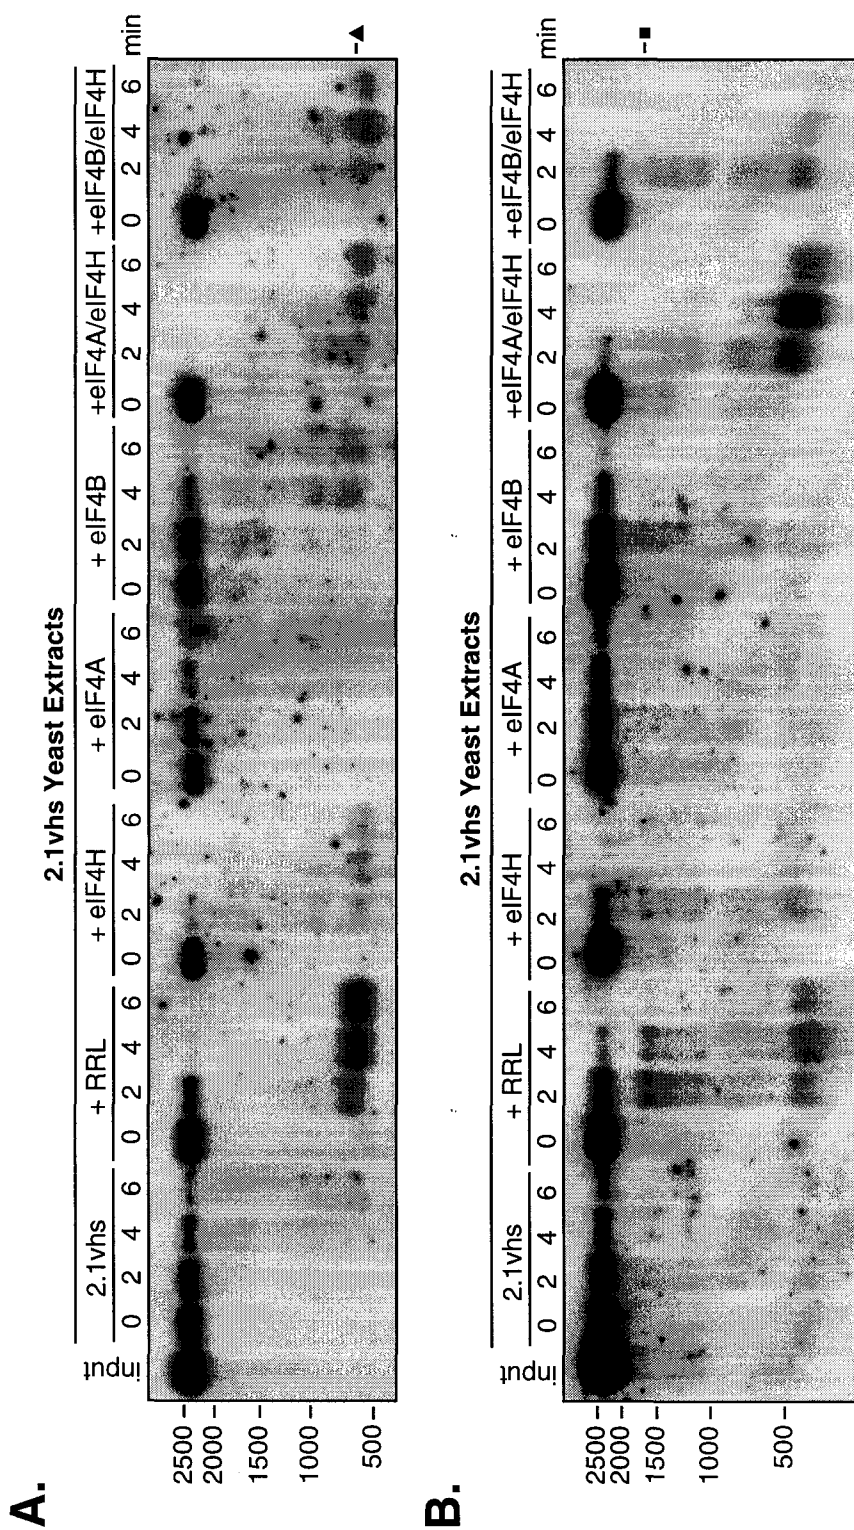 A.
2.1vhs Yeast Extracts
2.1vhs + RRL + eIF4H + eIF4A + eIF4B +eIF4A/eIF4H +eIF4B/eIF4H
input 0 2 4 6 0 2 4 6 0 2 4 6 0 2 4 6 0 2 4 6 0 2 4 6 0 2 4 6 min
2500
2000
1500
1000
500
B.
2.1vhs Yeast Extracts
2.1vhs + RRL + eIF4H + eIF4A + eIF4B +eIF4A/eIF4H +eIF4B/eIF4H
input 0 2 4 6 0 2 4 6 0 2 4 6 0 2 4 6 0 2 4 6 0 2 4 6 0 2 4 6 min
2500
2000
1500
1000
500